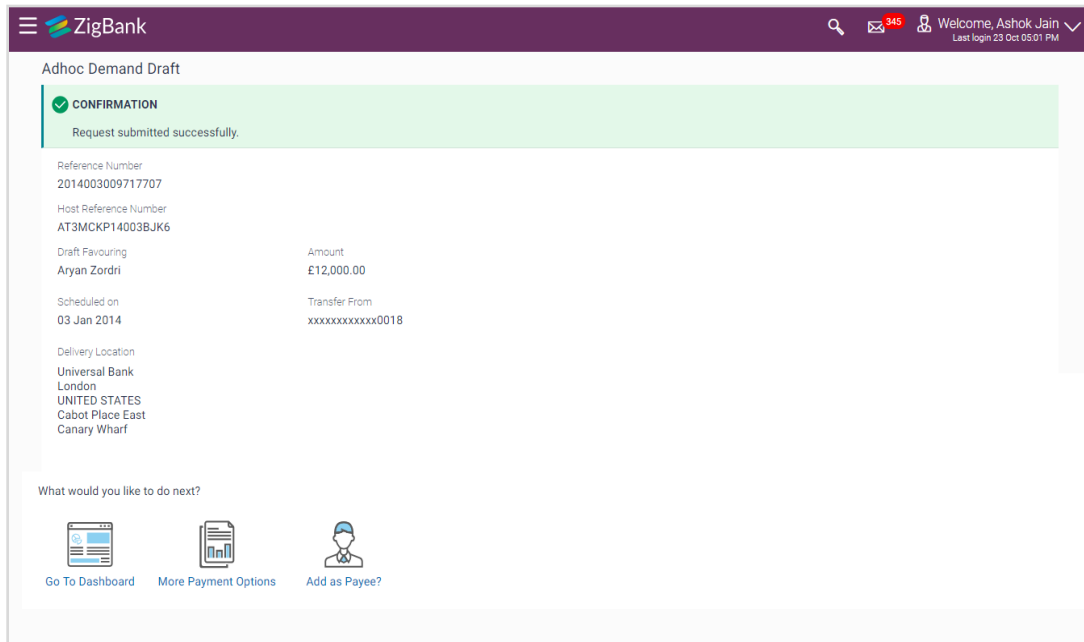 ZigBank
345
Welcome, Ashok Jain
Last login 23 Oct 05:01 PM
Adhoc Demand Draft
CONFIRMATION
Request submitted successfully.
Reference Number
2014003009717707
Host Reference Number
AT3MCKP14003BJK6
Draft Favouring
Aryan Zordri
Amount
£12,000.00
Scheduled on
03 Jan 2014
Transfer From
xxxxxxxxxxxx0018
Delivery Location
Universal Bank
London
UNITED STATES
Cabot Place East
Canary Wharf
What would you like to do next?
Go To Dashboard
More Payment Options
Add as Payee?